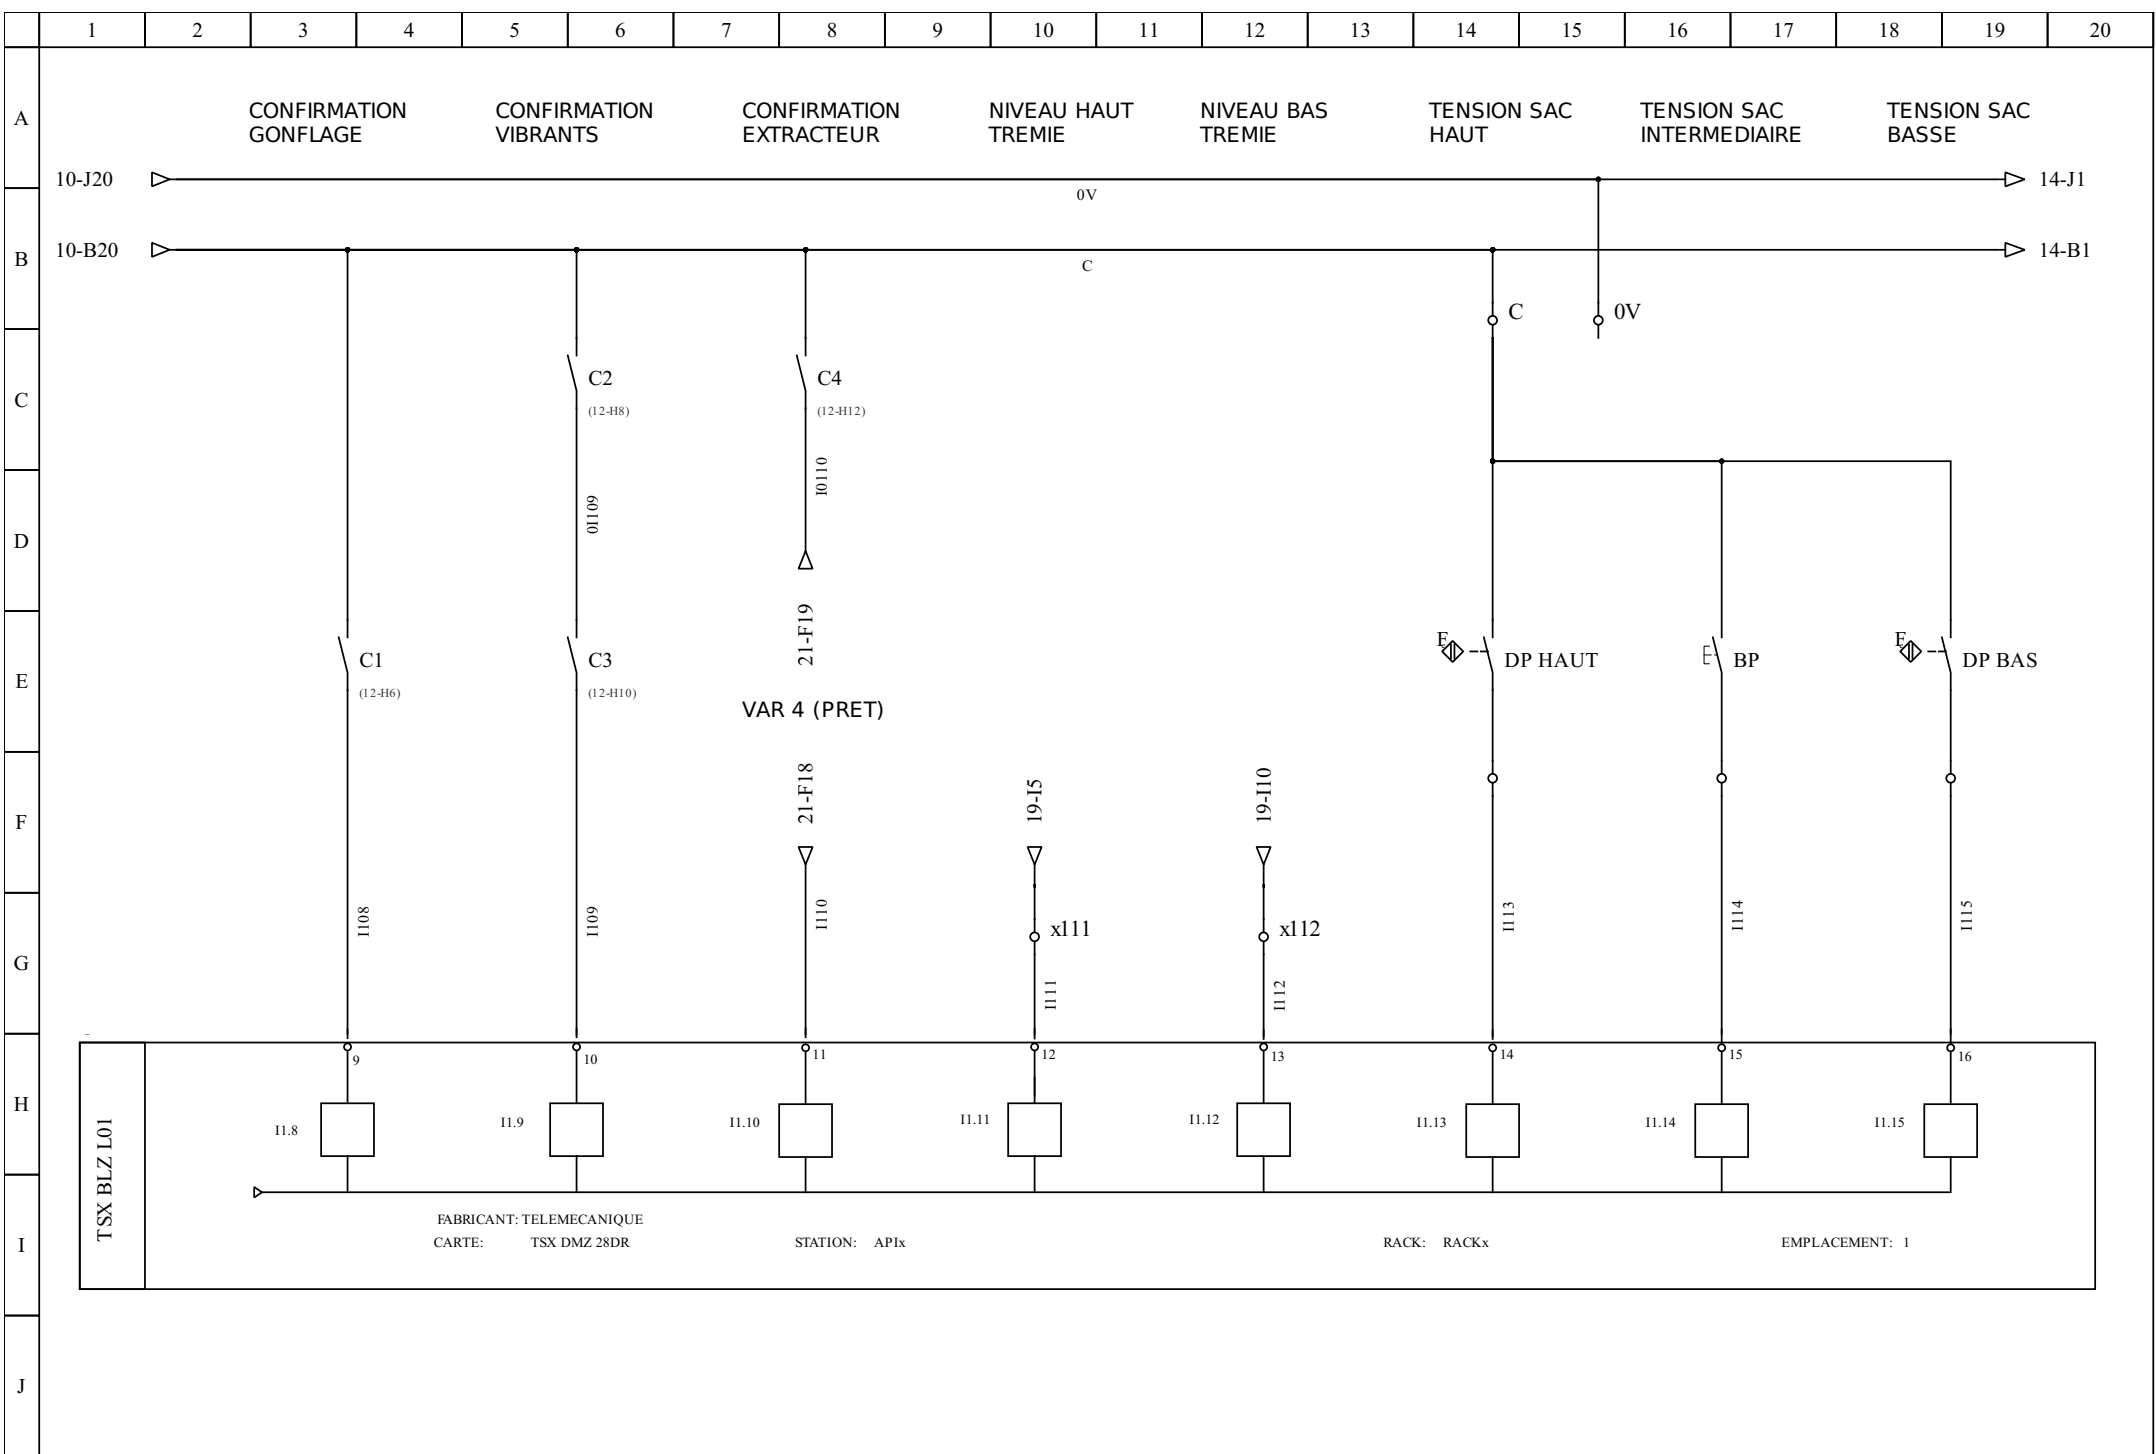 1 2 3 4 5 6 7 8 9 10 11 12 13 14 15 16 17 18 19 20
A
CONFIRMATION
GONFLAGE
CONFIRMATION
VIBRANTS
CONFIRMATION
EXTRACTEUR
NIVEAU HAUT
TREMIE
NIVEAU BAS
TREMIE
TENSION SAC
HAUT
TENSION SAC
INTERMEDIAIRE
TENSION SAC
BASSE
10-J20
0V
14-J1
B
10-B20
C
14-B1
C
0V
C
C2
(12-H8)
C4
(12-H12)
I0110
0I109
D
21-F19
E
C1
(12-H6)
C3
(12-H10)
E
DP HAUT
BP
E
DP BAS
VAR 4 (PRET)
F
21-F18
19-I5
19-I10
G
I108
I109
I110
x111
I111
x112
I112
I113
I114
I115
H
9 10 11 12 13 14 15 16
I1.8 I1.9 I1.10 I1.11 I1.12 I1.13 I1.14 I1.15
TSX BLZ L01
I
FABRICANT: TELEMECANIQUE
CARTE: TSX DMZ 28DR STATION: APIx RACK: RACKx EMPLACEMENT: 1
J